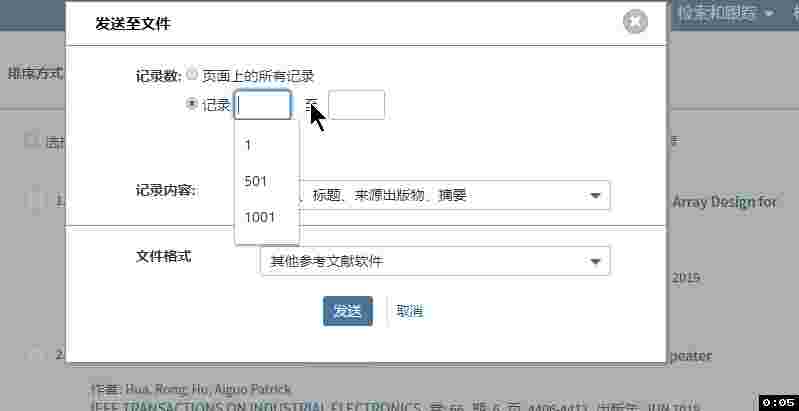 发送至文件
检索和跟踪
排序方式
记录数: 页面上的所有记录
记录 至
1
501
1001
记录内容: 、标题、来源出版物、摘要
1.
Array Design for
文件格式 其他参考文献软件
2019
发送 取消
2.
peater
作者: Hua, Rong; Hu, Aiguo Patrick
IEEE TRANSACTIONS ON INDUSTRIAL ELECTRONICS 卷: 66 期: 6 页: 4406-4413 出版年: JUN 2019
0:05